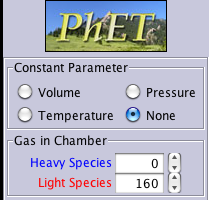 PhET
Constant Parameter
Volume Pressure
Temperature None
Gas in Chamber
Heavy Species 0
Light Species 160